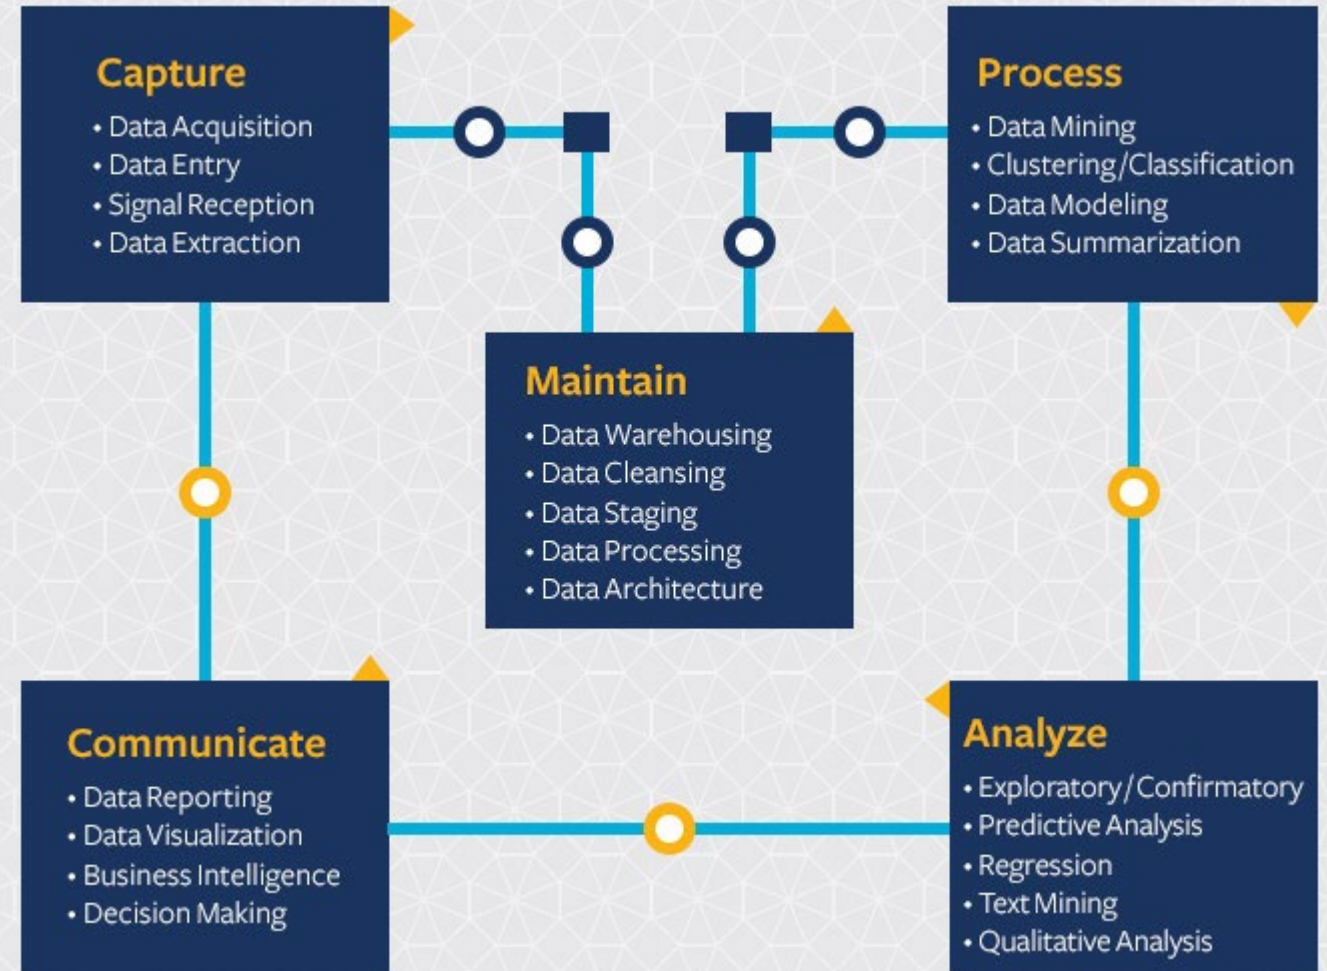 Capture
• Data Acquisition
• Data Entry
• Signal Reception
• Data Extraction
Process
• Data Mining
• Clustering/Classification
• Data Modeling
• Data Summarization
Maintain
• Data Warehousing
• Data Cleansing
• Data Staging
• Data Processing
• Data Architecture
Communicate
• Data Reporting
• Data Visualization
• Business Intelligence
• Decision Making
Analyze
• Exploratory/Confirmatory
• Predictive Analysis
• Regression
• Text Mining
• Qualitative Analysis